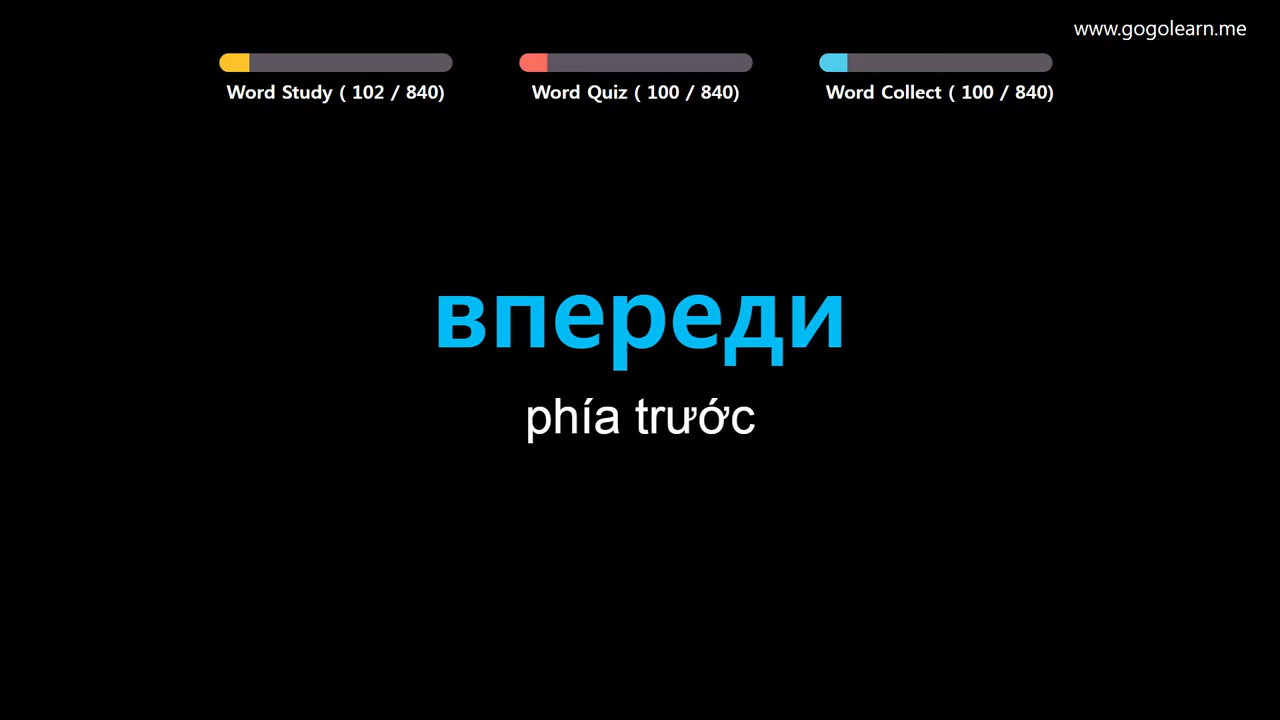 www.gogolearn.me
Word Study ( 102 / 840)
Word Quiz ( 100 / 840)
Word Collect ( 100 / 840)
впереди
phía trước